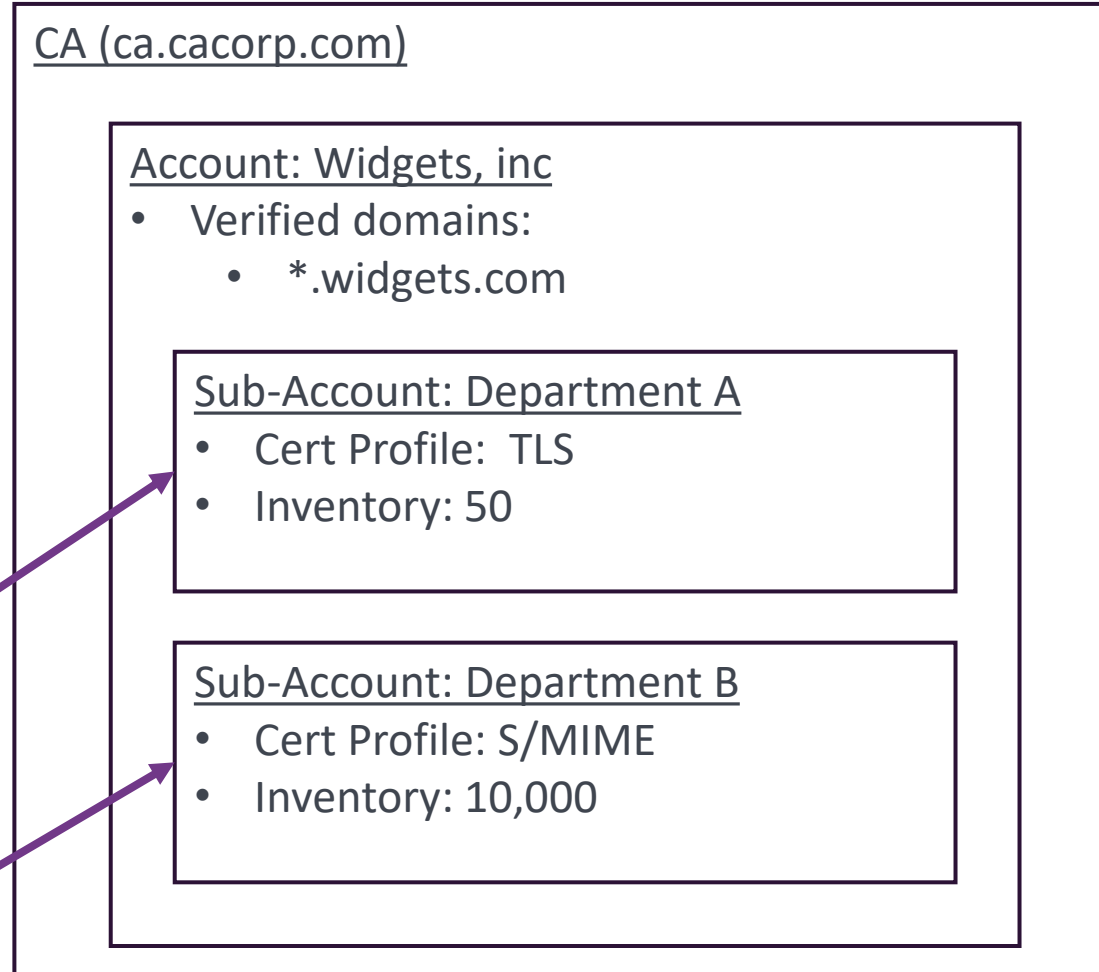 CA (ca.cacorp.com)
Account: Widgets, inc
• Verified domains:
• *.widgets.com
Sub-Account: Department A
• Cert Profile: TLS
• Inventory: 50
Sub-Account: Department B
• Cert Profile: S/MIME
• Inventory: 10,000